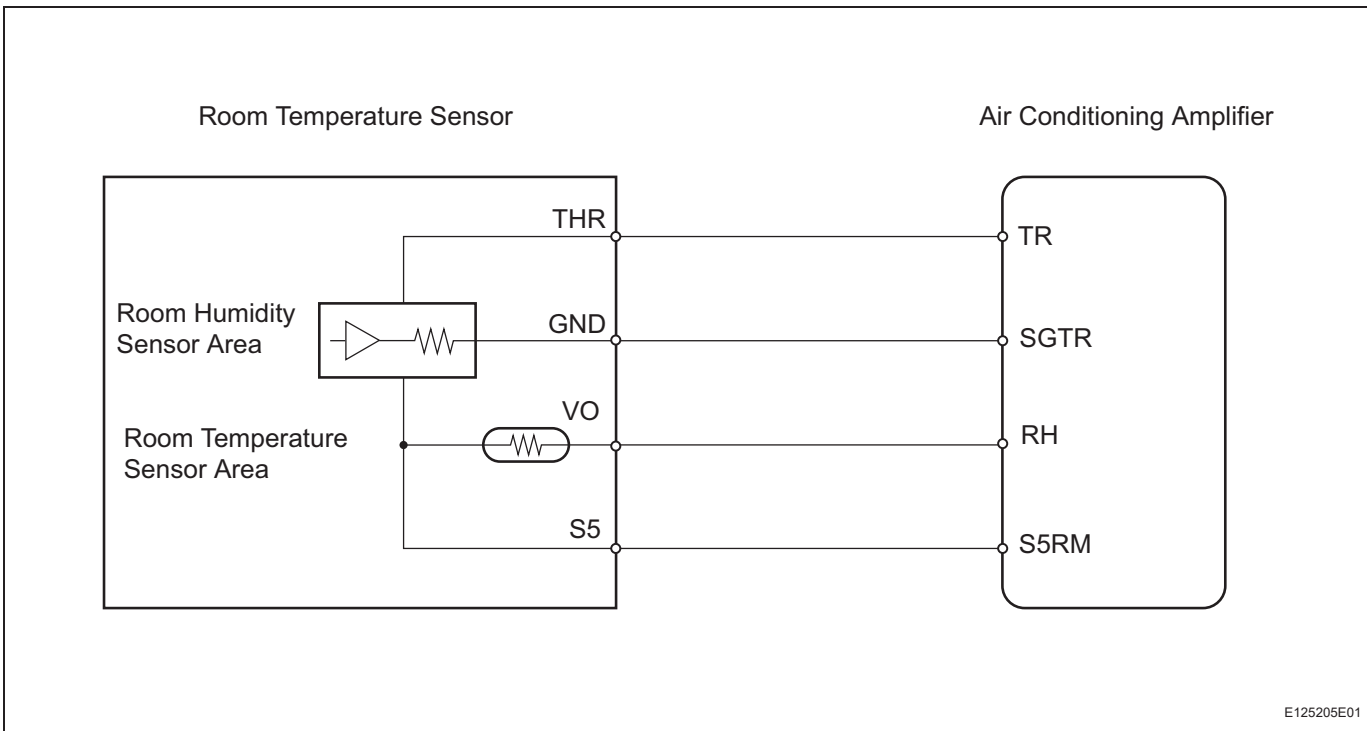 Room Temperature Sensor
Air Conditioning Amplifier
THR
TR
Room Humidity
Sensor Area
GND
SGTR
VO
RH
Room Temperature
Sensor Area
S5
S5RM
E125205E01